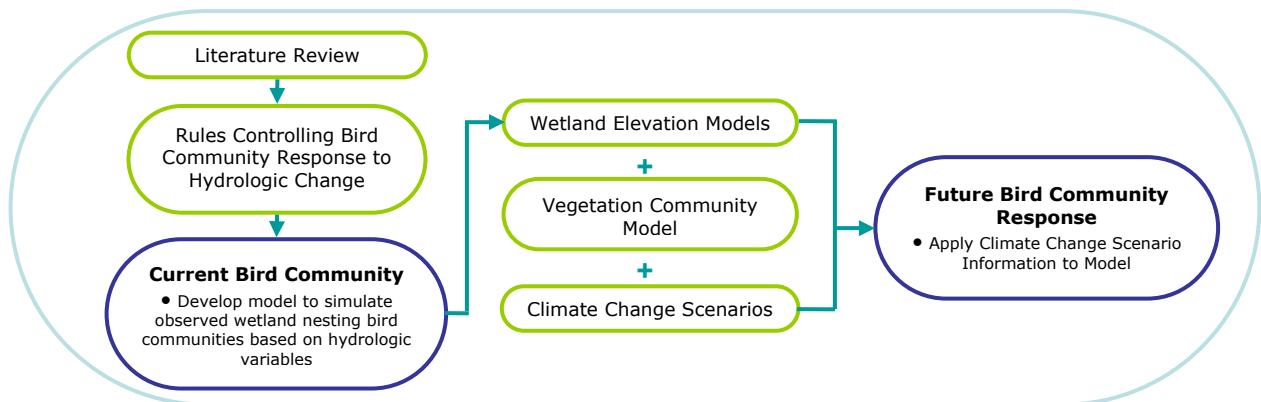 Literature Review
Rules Controlling Bird
Community Response to
Hydrologic Change
Current Bird Community
• Develop model to simulate
observed wetland nesting bird
communities based on hydrologic
variables
Wetland Elevation Models
+
Vegetation Community
Model
+
Climate Change Scenarios
Future Bird Community
Response
• Apply Climate Change Scenario
Information to Model